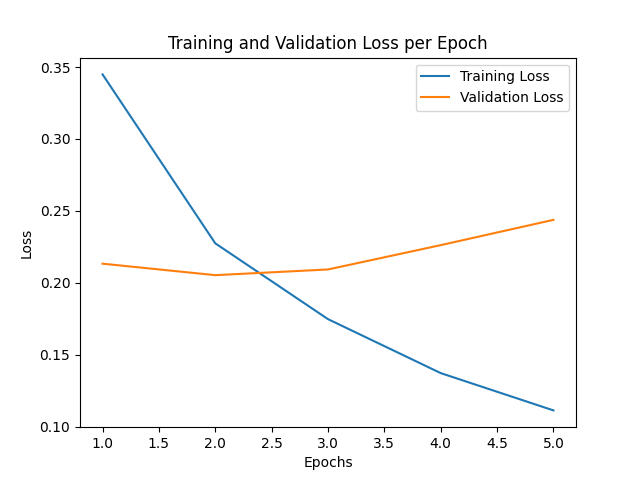 Training and Validation Loss per Epoch
Training Loss
Validation Loss
Loss
0.35
0.30
0.25
0.20
0.15
0.10
1.0 1.5 2.0 2.5 3.0 3.5 4.0 4.5 5.0
Epochs